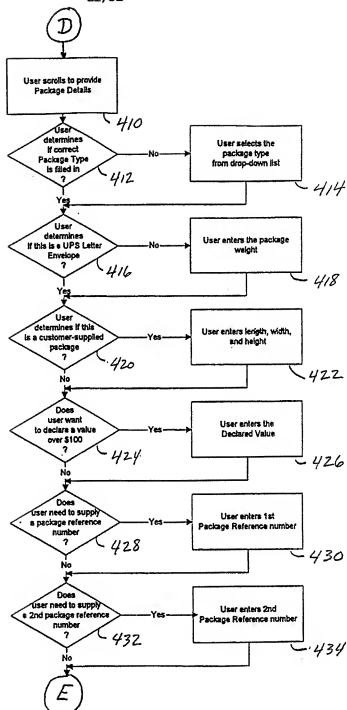 D
User scrolls to provide
Package Details
410
User
determines
if correct
Package Type
is filled in
?
412
No
User selects the
package type
from drop-down list
414
Yes
User
determines
if this is e UPS Letter
Envelope
?
416
No
User enters the package
weight
418
Yes
User
determines if this
is a customer-supplied
package?
?
420
Yes
User enters length, width,
and height
422
No
Does
user want
to declare a value
over $100
?
424
Yes
User enters the
Declared Value
426
No
Does
user need to supply
a package reference
number
?
428
Yes
User enters 1st
Package Reference number
430
No
Does
user need to supply
e 2nd package reference
number
?
432
Yes
User enters 2nd
Package Reference number
434
No
E